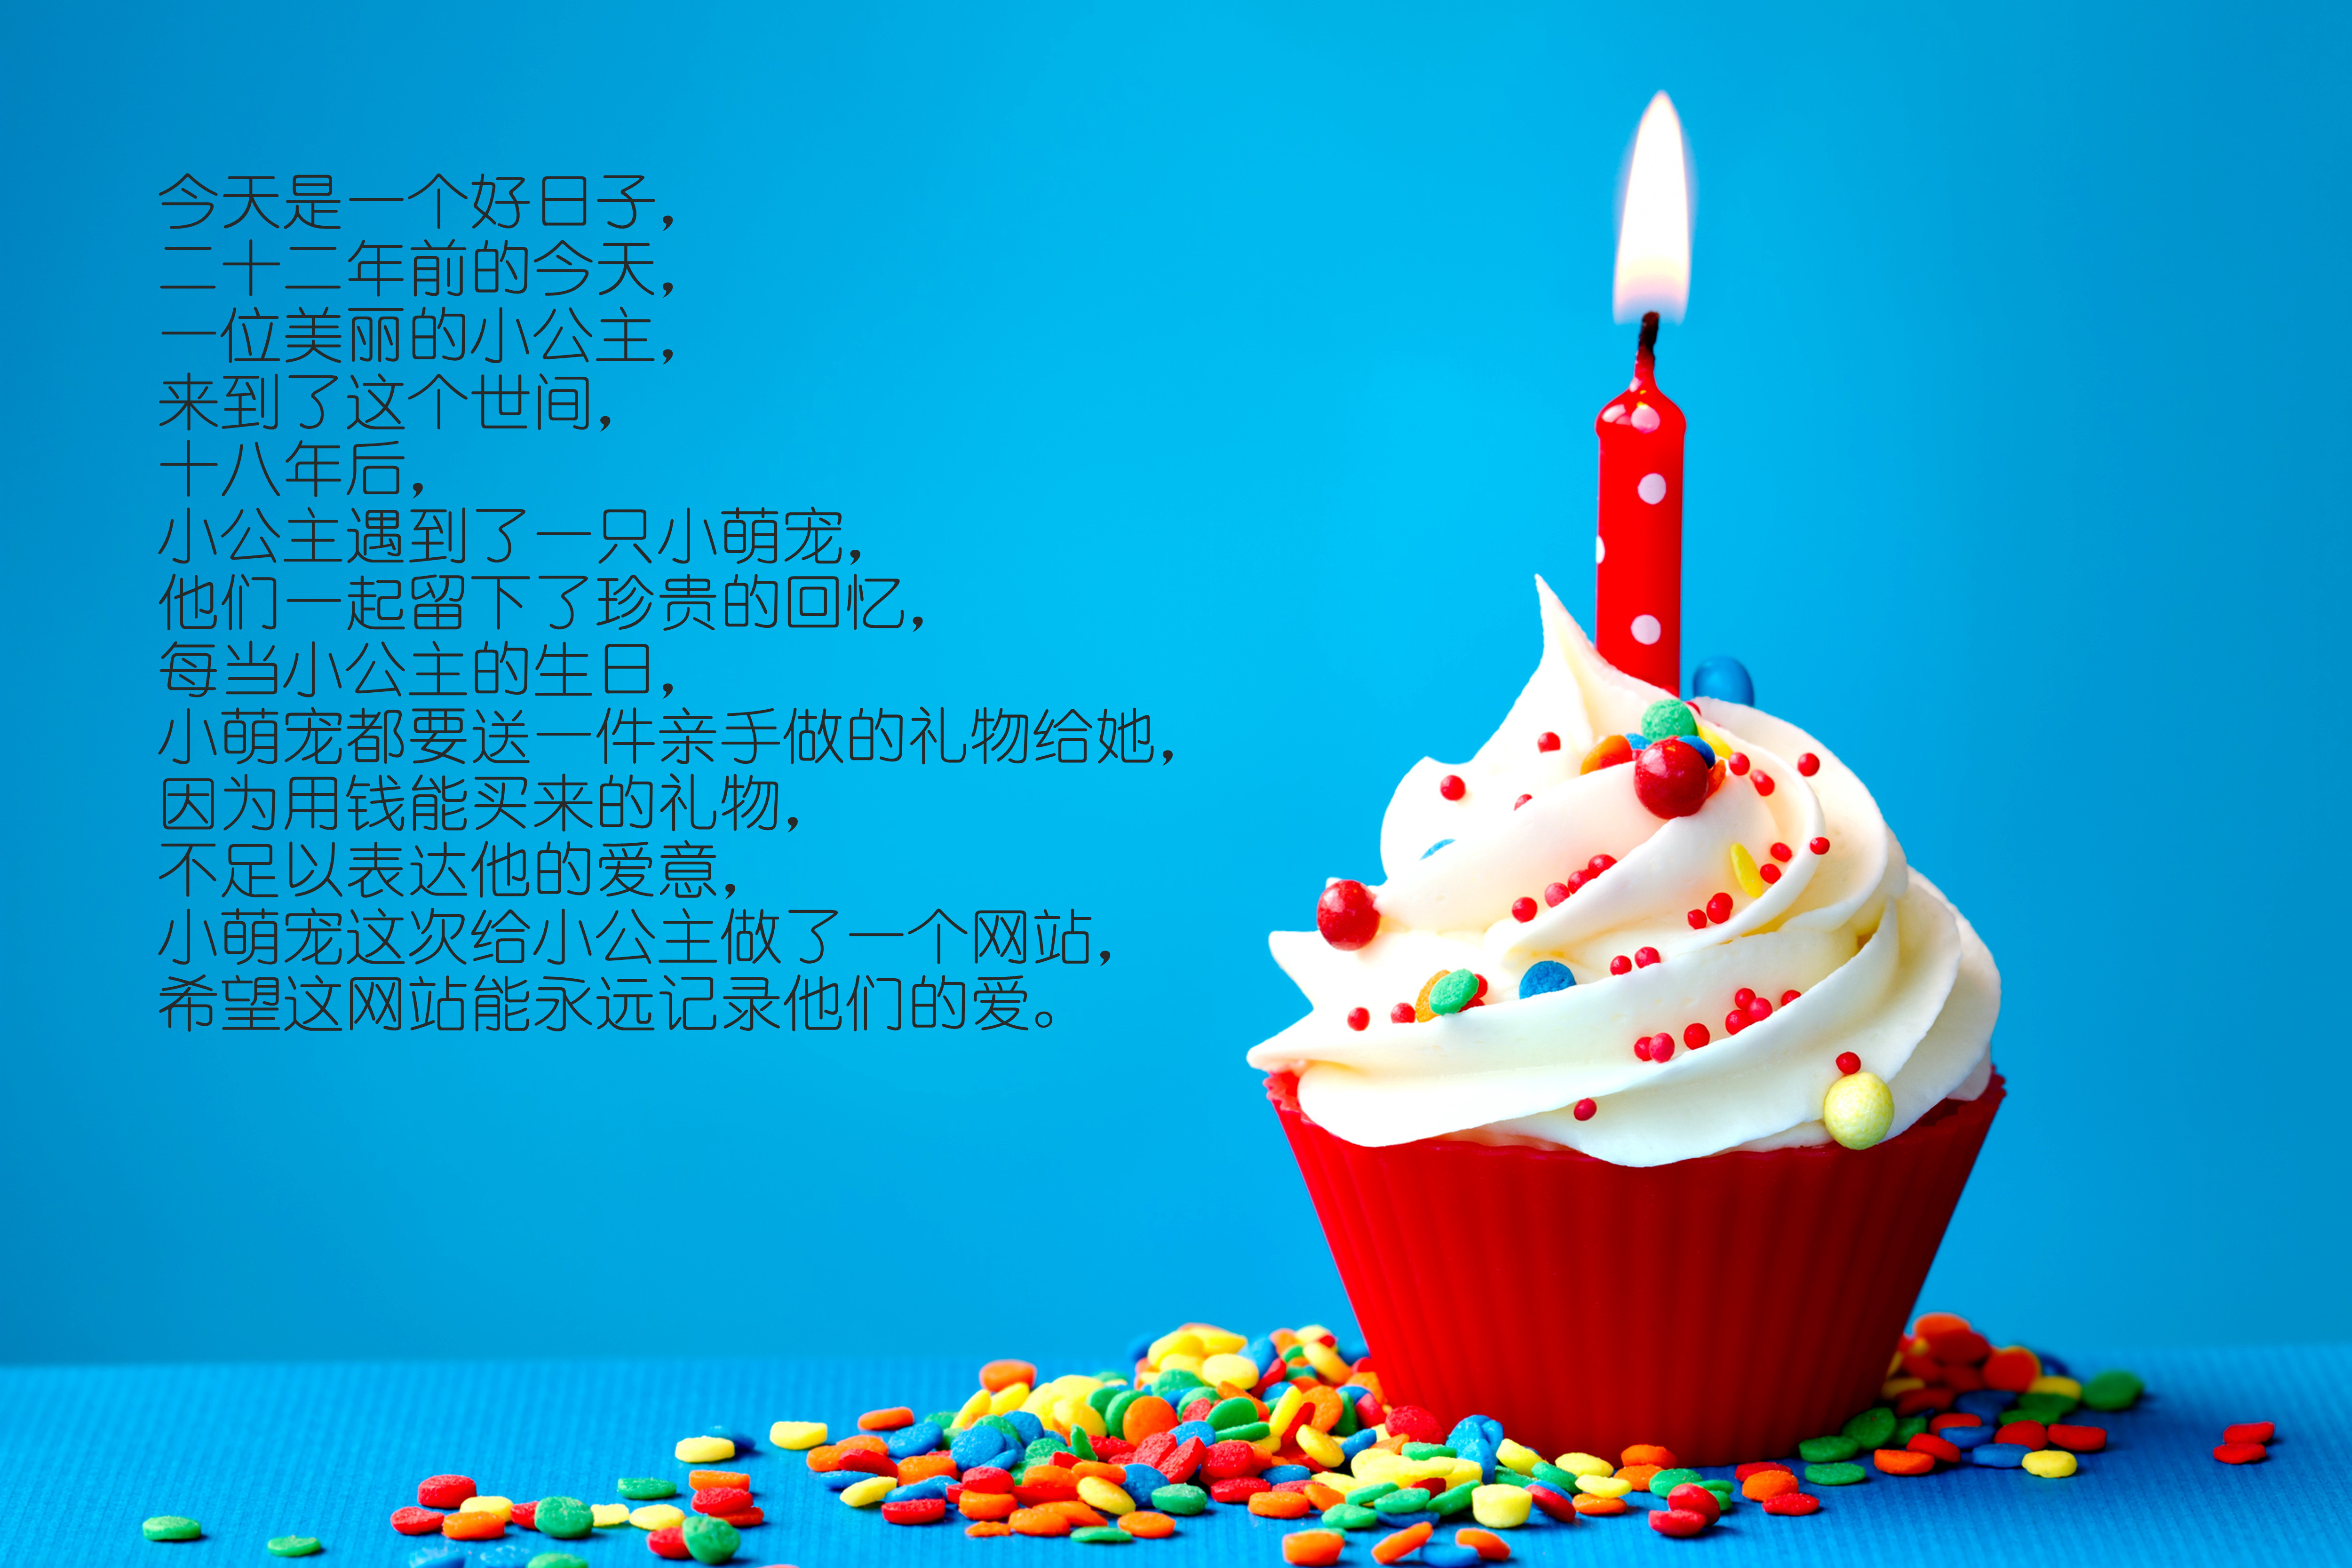 今天是一个好日子，
二十二年前的今天，
一位美丽的小公主，
来到了这个世间，
十八年后，
小公主遇到了一只小萌宠，
他们一起留下了珍贵的回忆，
每当小公主的生日，
小萌宠都要送一件亲手做的礼物给她，
因为用钱能买来的礼物，
不足以表达他的爱意，
小萌宠这次给小公主做了一个网站，
希望这网站能永远记录他们的爱。